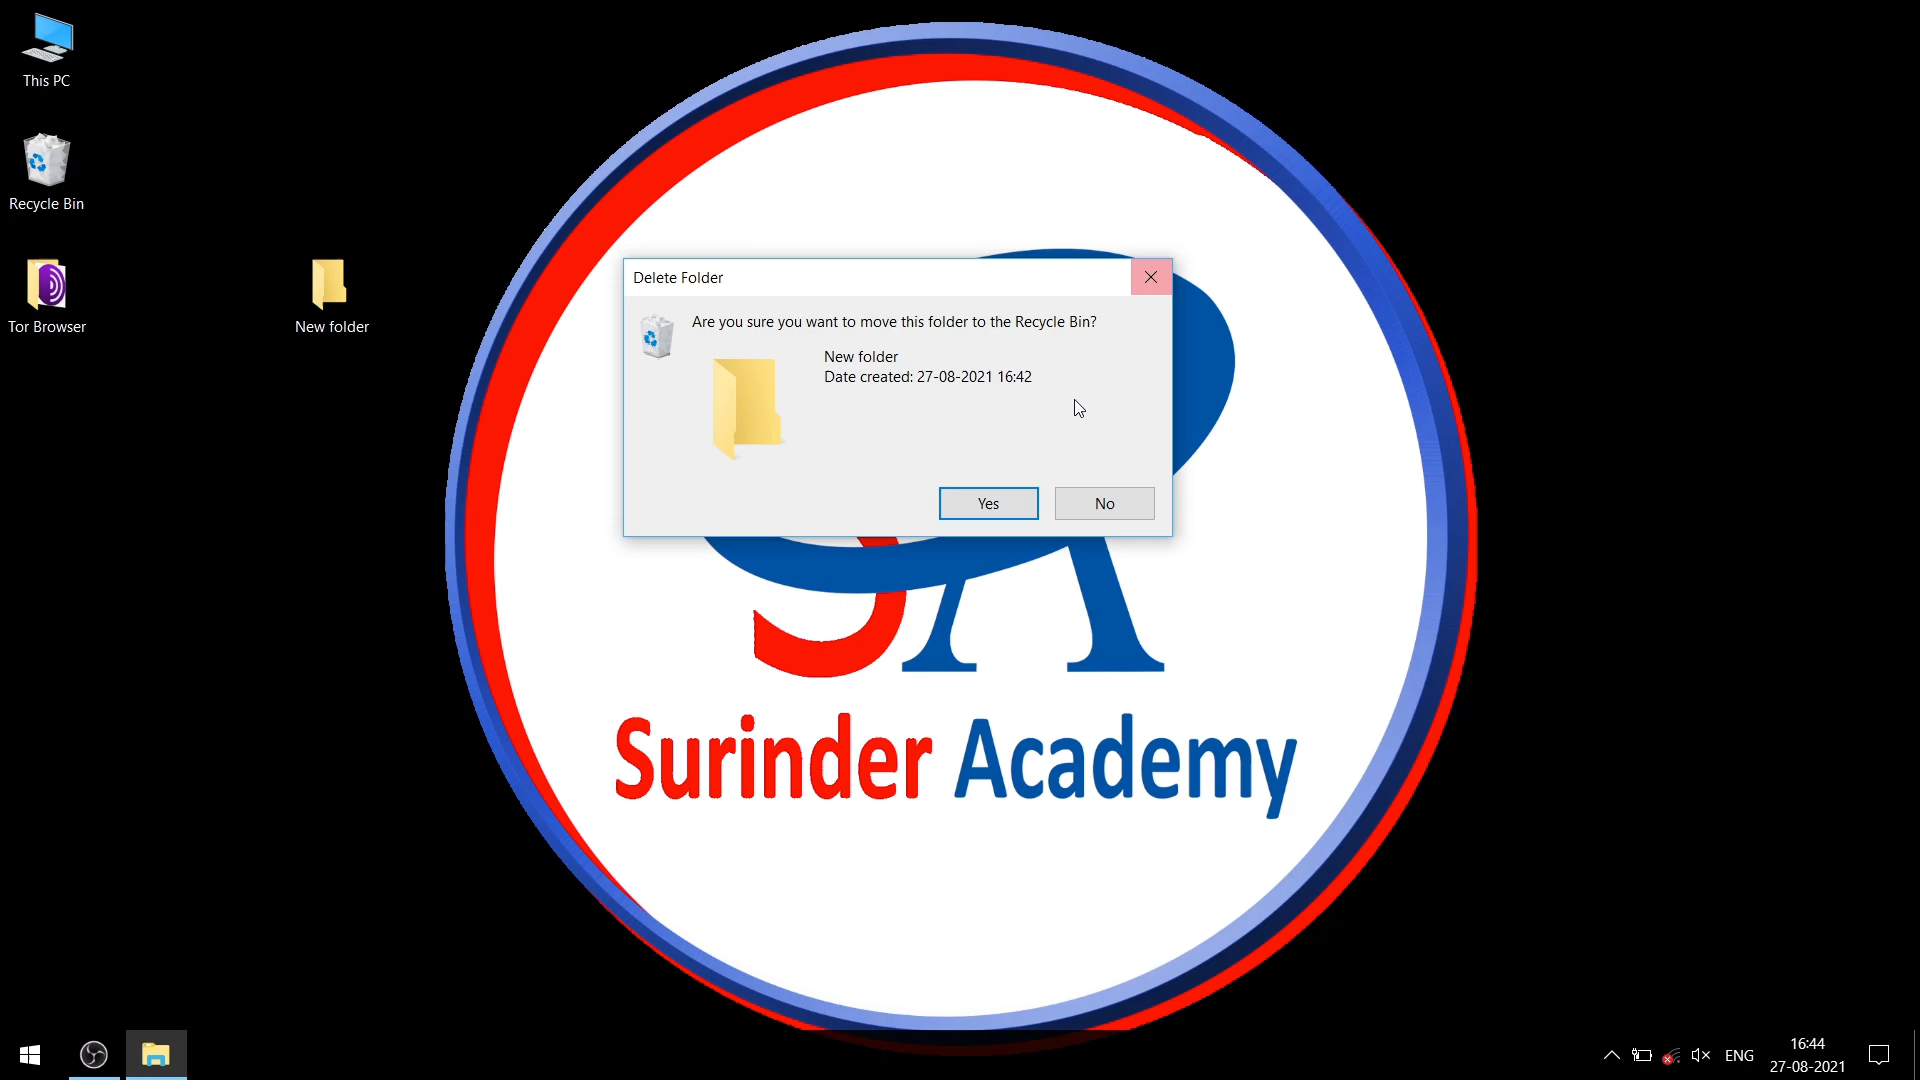 This PC
Recycle Bin
Tor Browser
New folder
Delete Folder
Are you sure you want to move this folder to the Recycle Bin?
New folder
Date created: 27-08-2021 16:42
Yes
No
Surinder Academy
ENG
16:44
27-08-2021